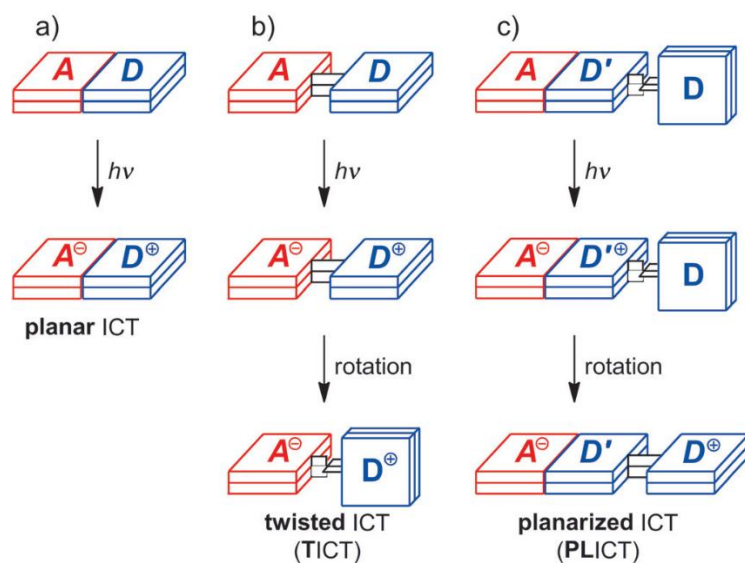 a) b) c)
A D A D A D' D
hν hν hν
A⊖ D⊕ A⊖ D⊕ A⊖ D'⊕ D
planar ICT
rotation rotation
A⊖ D⊕ A⊖ D' D⊕
twisted ICT planarized ICT
(TICT) (PLICT)